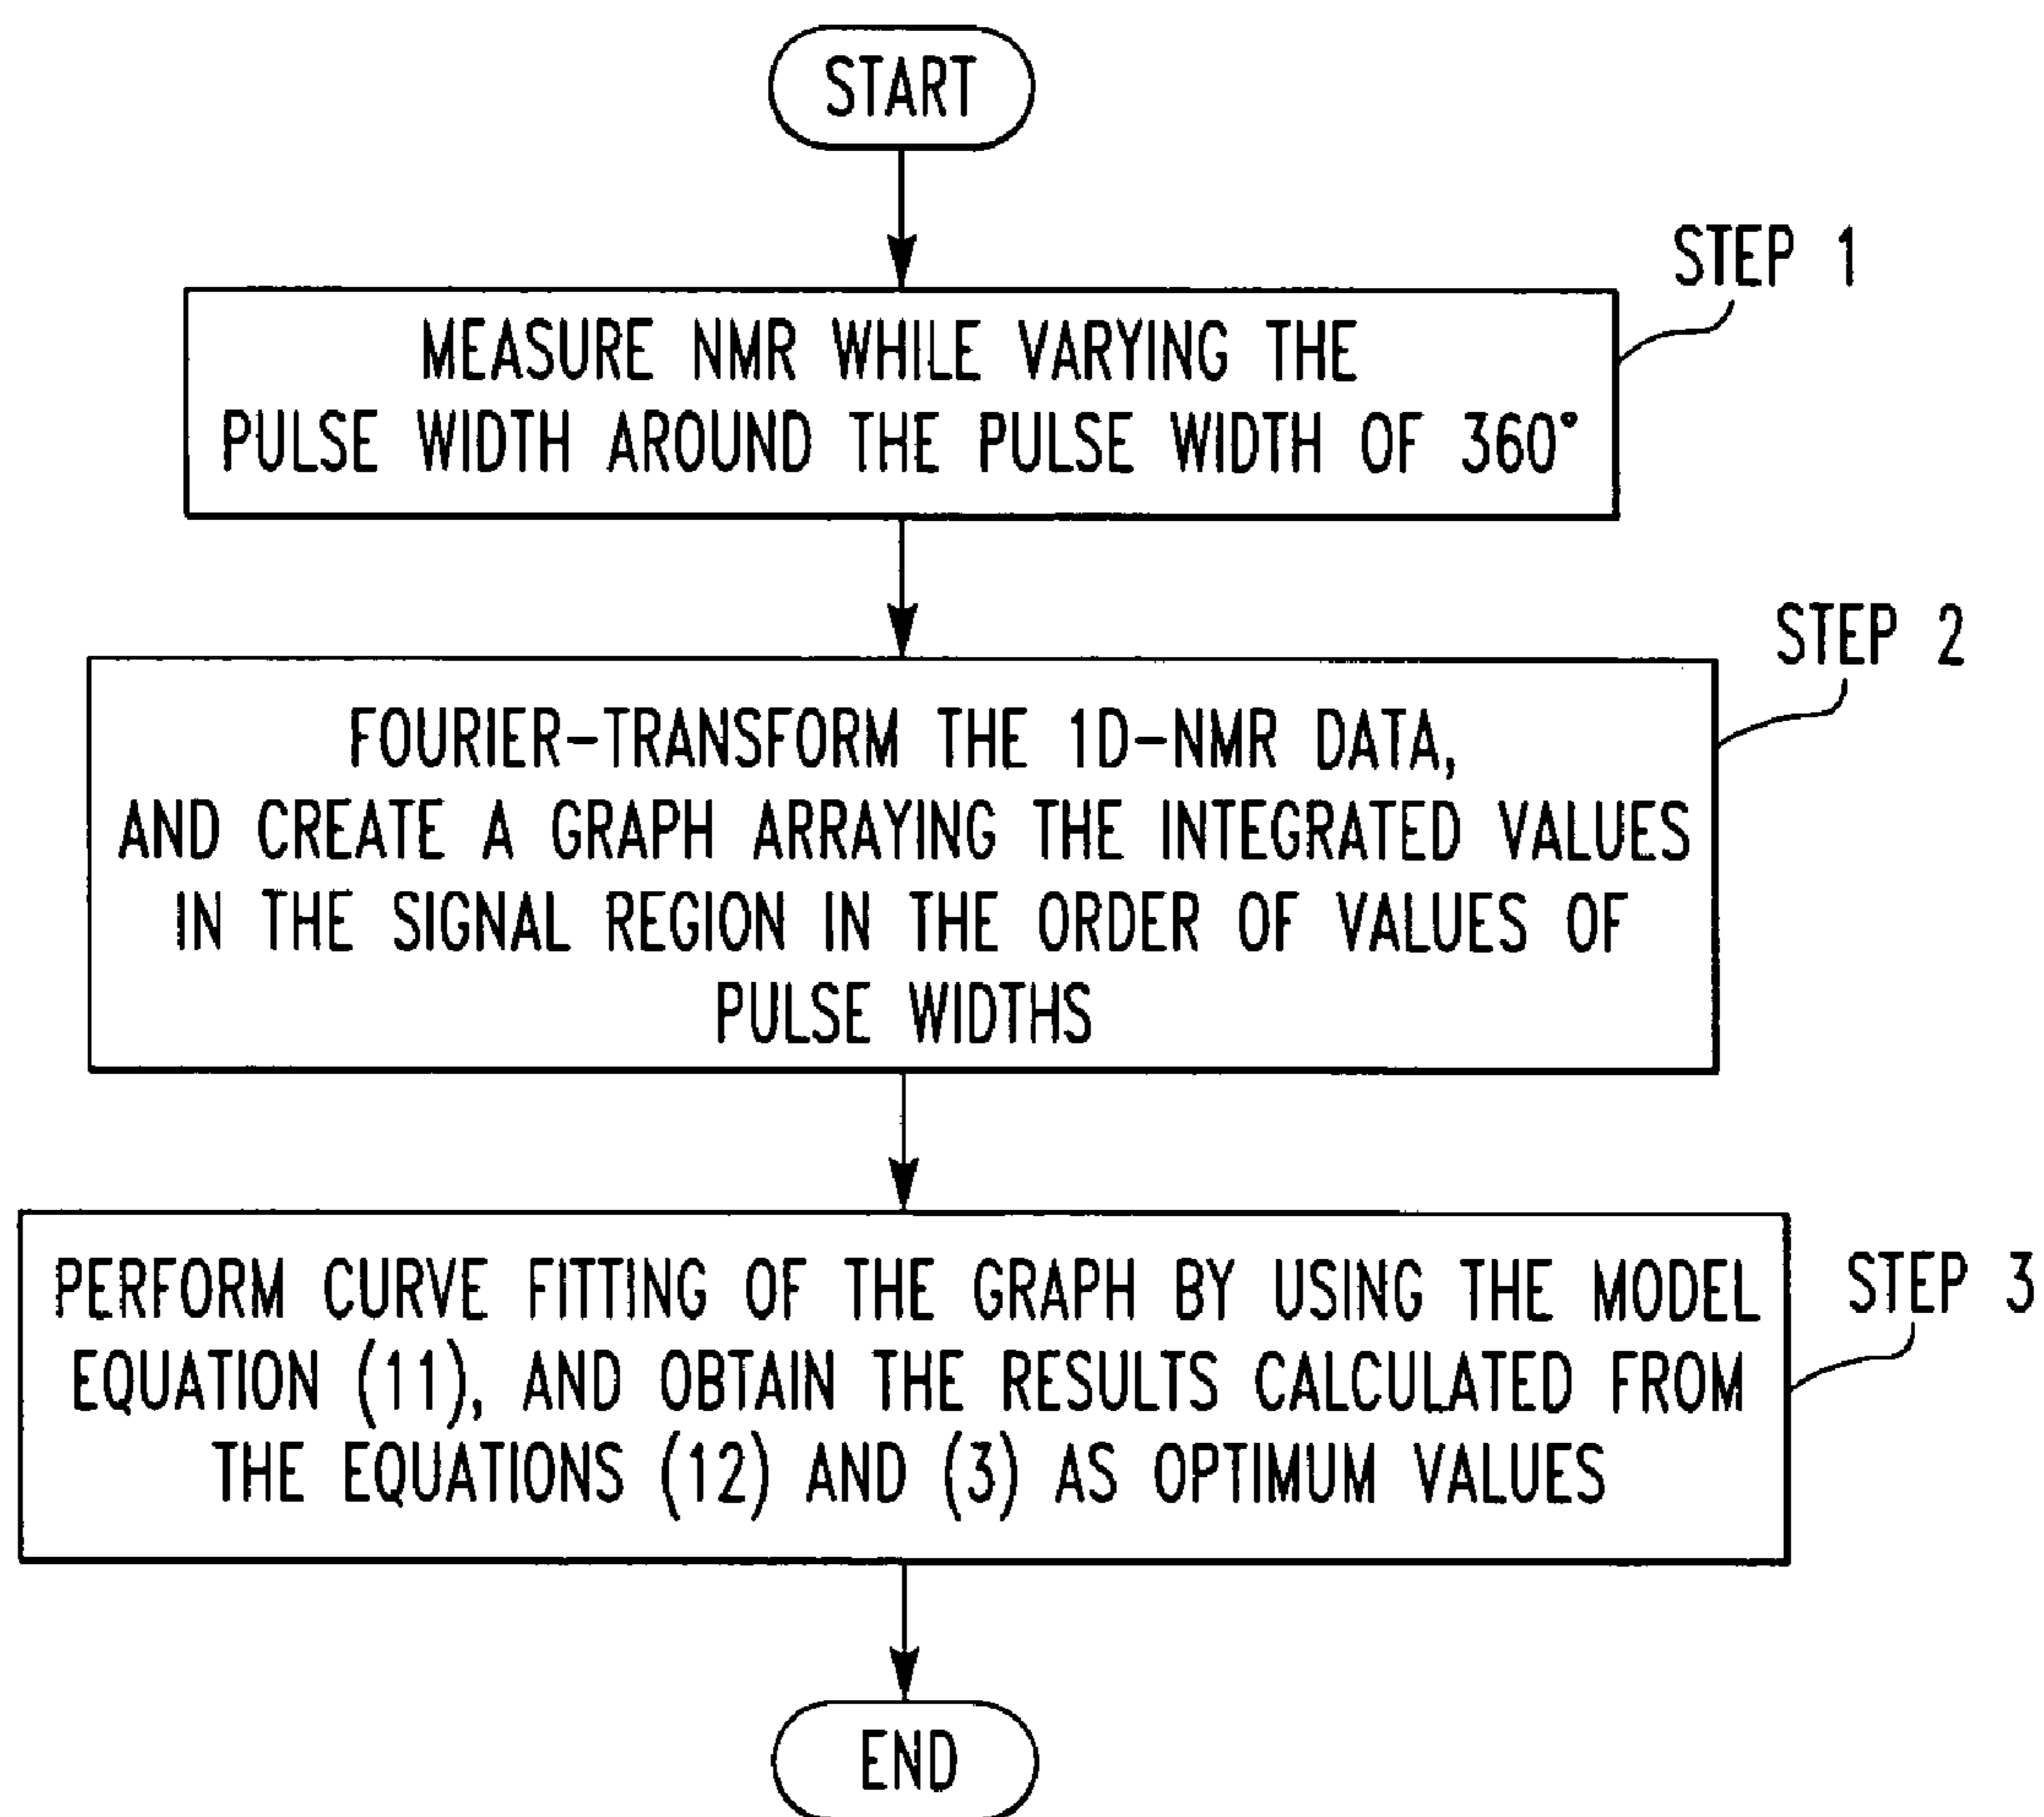 START
STEP 1
MEASURE NMR WHILE VARYING THE
PULSE WIDTH AROUND THE PULSE WIDTH OF 360°
STEP 2
FOURIER-TRANSFORM THE 1D-NMR DATA,
AND CREATE A GRAPH ARRAYING THE INTEGRATED VALUES
IN THE SIGNAL REGION IN THE ORDER OF VALUES OF
PULSE WIDTHS
STEP 3
PERFORM CURVE FITTING OF THE GRAPH BY USING THE MODEL
EQUATION (11), AND OBTAIN THE RESULTS CALCULATED FROM
THE EQUATIONS (12) AND (3) AS OPTIMUM VALUES
END